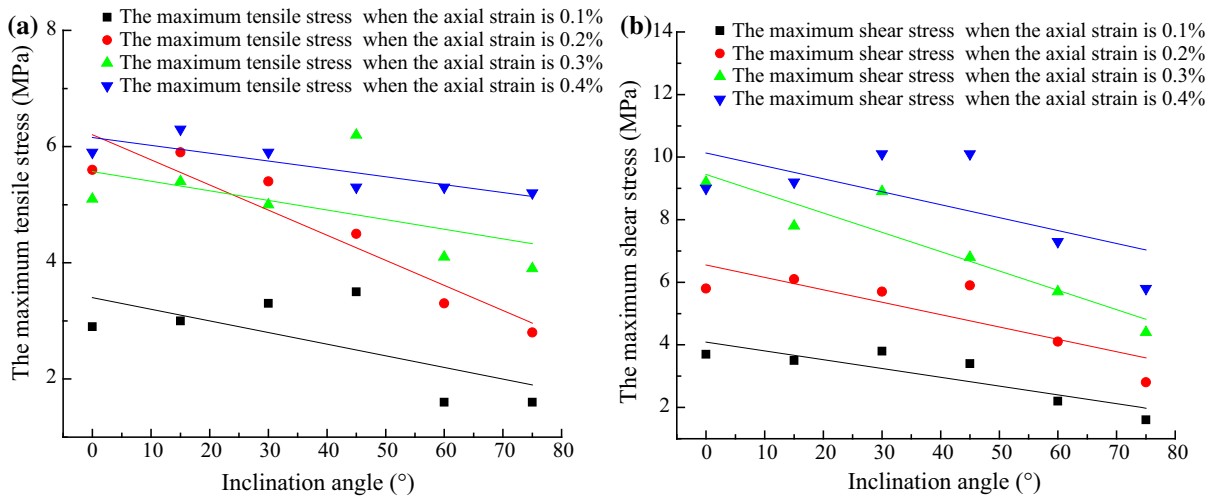 (a)
The maximum tensile stress when the axial strain is 0.1%
The maximum tensile stress when the axial strain is 0.2%
The maximum tensile stress when the axial strain is 0.3%
The maximum tensile stress when the axial strain is 0.4%
8
6
4
2
The maximum tensile stress (MPa)
0 10 20 30 40 50 60 70 80
Inclination angle (°)
(b)
The maximum shear stress when the axial strain is 0.1%
The maximum shear stress when the axial strain is 0.2%
The maximum shear stress when the axial strain is 0.3%
The maximum shear stress when the axial strain is 0.4%
14
12
10
8
6
4
2
The maximum shear stress (MPa)
0 10 20 30 40 50 60 70 80
Inclination angle (°)